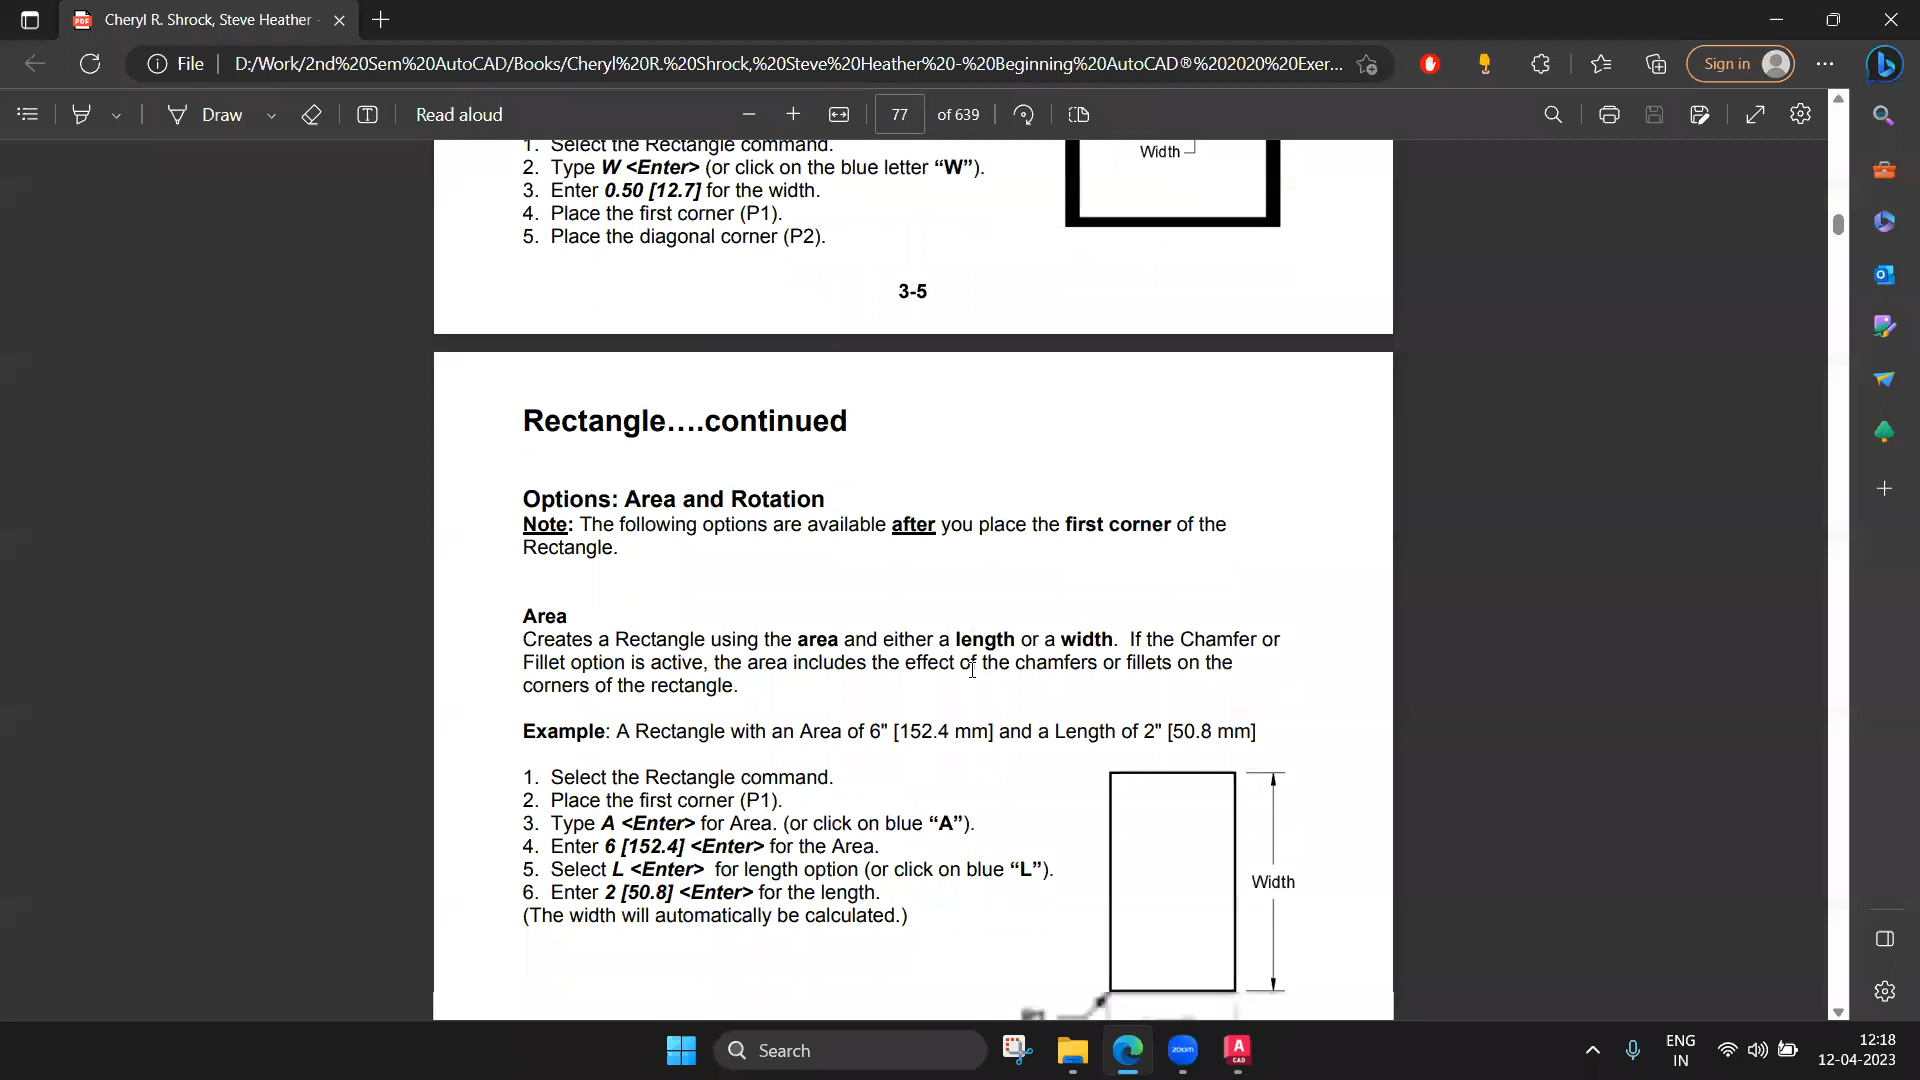 Cheryl R. Shrock, Steve Heather
File
D:/Work/2nd%20Sem%20AutoCAD/Books/Cheryl%20R.%20Shrock,%20Steve%20Heather%20-%20Beginning%20AutoCAD®%202020%20Exer...
Sign in
Draw
Read aloud
77 of 639
1. Select the Rectangle command.
2. Type W <Enter> (or click on the blue letter “W”).
3. Enter 0.50 [12.7] for the width.
4. Place the first corner (P1).
5. Place the diagonal corner (P2).
Width
3-5
Rectangle….continued
Options: Area and Rotation
Note: The following options are available after you place the first corner of the
Rectangle.
Area
Creates a Rectangle using the area and either a length or a width. If the Chamfer or
Fillet option is active, the area includes the effect of the chamfers or fillets on the
corners of the rectangle.
Example: A Rectangle with an Area of 6" [152.4 mm] and a Length of 2" [50.8 mm]
1. Select the Rectangle command.
2. Place the first corner (P1).
3. Type A <Enter> for Area. (or click on blue “A”).
4. Enter 6 [152.4] <Enter> for the Area.
5. Select L <Enter> for length option (or click on blue “L”).
6. Enter 2 [50.8] <Enter> for the length.
(The width will automatically be calculated.)
Width
Search
zoom
A
CAD
ENG
IN
12:18
12-04-2023